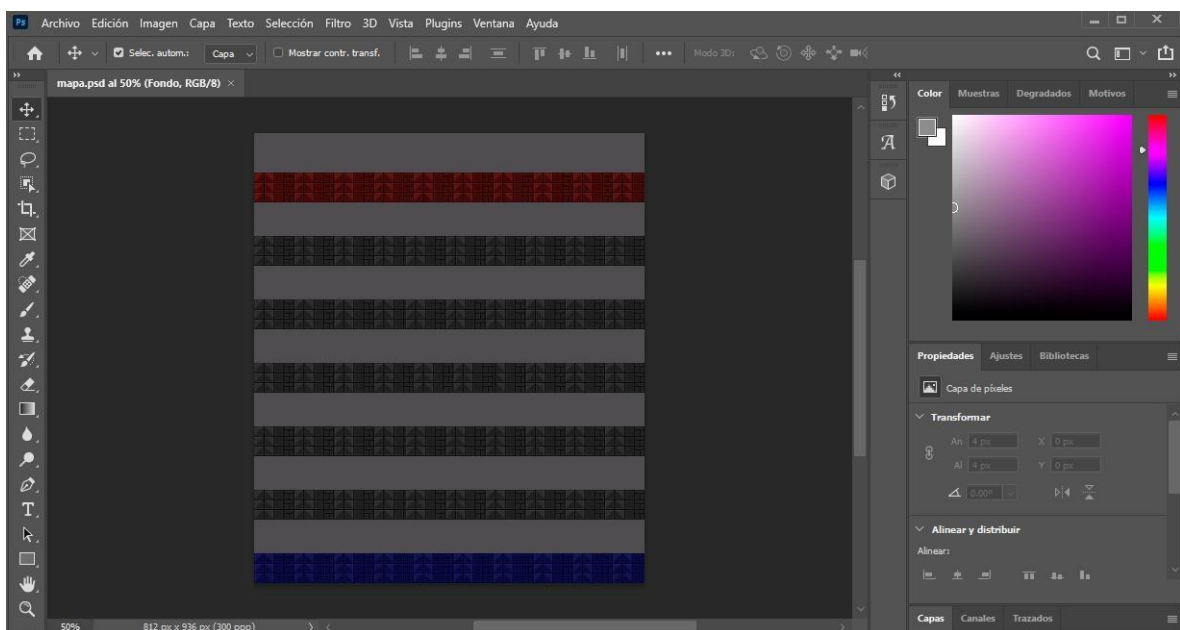 Ps Archivo Edición Imagen Capa Texto Selección Filtro 3D Vista Plugins Ventana Ayuda
Selec. autom.: Capa Mostrar contr. transf. Modo 3D:
mapa.psd al 50% (Fondo, RGB/8) ×
Color Muestras Degradados Motivos
Propiedades Ajustes Bibliotecas
Capa de píxeles
Transformar
An 4 px X 0 px
Al 4 px Y 0 px
0.00°
Alinear y distribuir
Alinear:
Capas Canales Trazados
50% 812 px x 936 px (300 ppp)